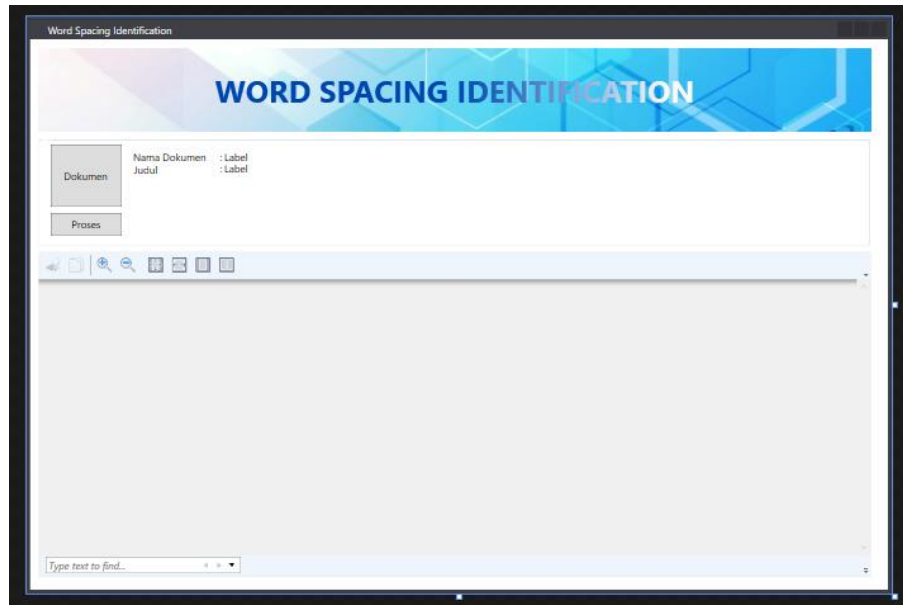 Word Spacing Identification
WORD SPACING IDENTIFICATION
Dokumen
Nama Dokumen : Label
Judul : Label
Proses
Type text to find...